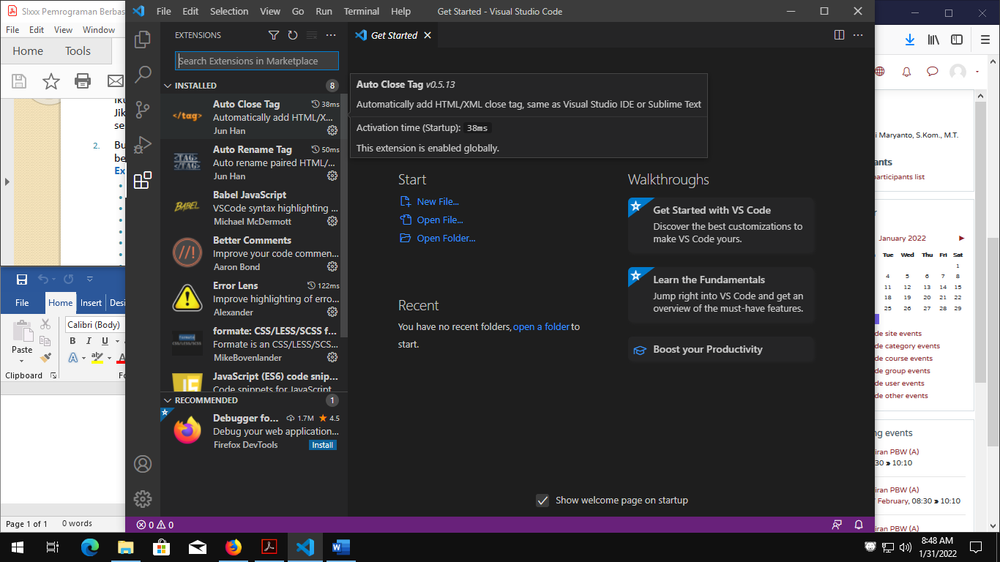 SIxxx Pemrograman Berbas
File Edit View Window
Home Tools
Jik
se
2. Bu
be
Ex
File Home Insert Desi
Calibri (Body)
Paste
B I U
Clipboard
Page 1 of 1 0 words
File Edit Selection View Go Run Terminal Help
Get Started - Visual Studio Code
EXTENSIONS
Search Extensions in Marketplace
INSTALLED 8
Auto Close Tag 38ms
Automatically add HTML/X...
Jun Han
Auto Rename Tag 50ms
Auto rename paired HTML/...
Jun Han
Babel JavaScript
VSCode syntax highlighting ...
Michael McDermott
Better Comments
Improve your code commen...
Aaron Bond
Error Lens 122ms
Improve highlighting of erro...
Alexander
formate: CSS/LESS/SCSS f...
Formate is an CSS/LESS/SCS...
MikeBovenlander
JavaScript (ES6) code snip...
Code snippets for JavaScript
RECOMMENDED 1
Debugger fo... 1.7M 4.5
Debug your web application...
Firefox DevTools Install
Get Started
Auto Close Tag v0.5.13
Automatically add HTML/XML close tag, same as Visual Studio IDE or Sublime Text
Activation time (Startup): 38ms
This extension is enabled globally.
Start
New File...
Open File...
Open Folder...
Recent
You have no recent folders, open a folder to
start.
Walkthroughs
Get Started with VS Code
Discover the best customizations to
make VS Code yours.
Learn the Fundamentals
Jump right into VS Code and get an
overview of the must-have features.
Boost your Productivity
Show welcome page on startup
0 0
i Maryanto, S.Kom., M.T.
ants
articipants list
January 2022
Tue Wed Thu Fri Sat
1
4 5 6 7 8
11 12 13 14 15
18 19 20 21 22
25 26 27 28 29
de site events
de category events
de course events
de group events
de user events
de other events
ng events
iran PBW (A)
30 » 10:10
iran PBW (A)
February, 08:30 » 10:10
iran PBW (A)
8:48 AM
1/31/2022